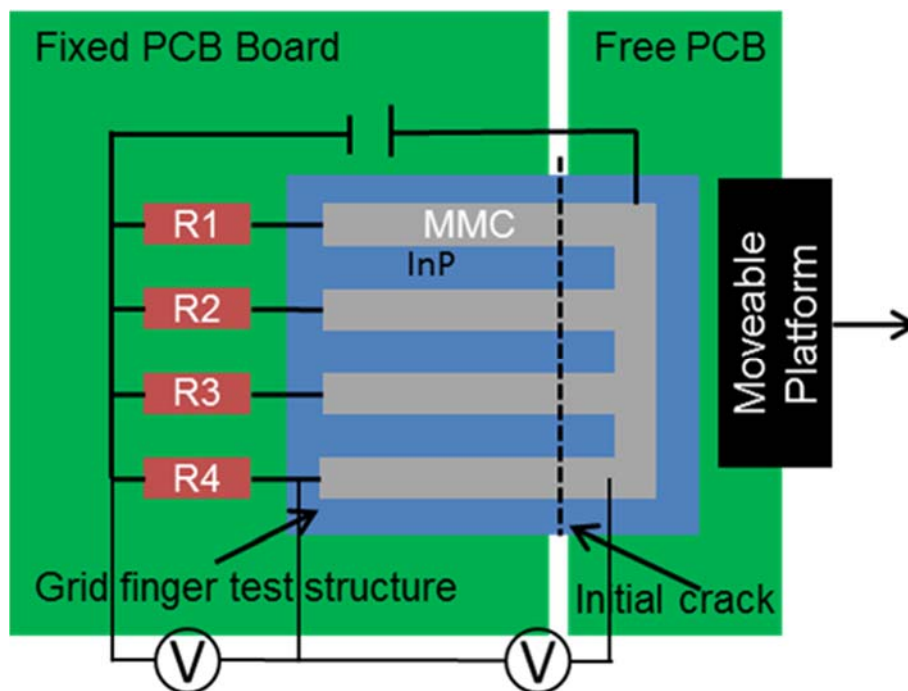 Fixed PCB Board
Free PCB
R1
MMC
InP
R2
R3
R4
Moveable
Platform
Grid finger test structure
Initial crack
V
V